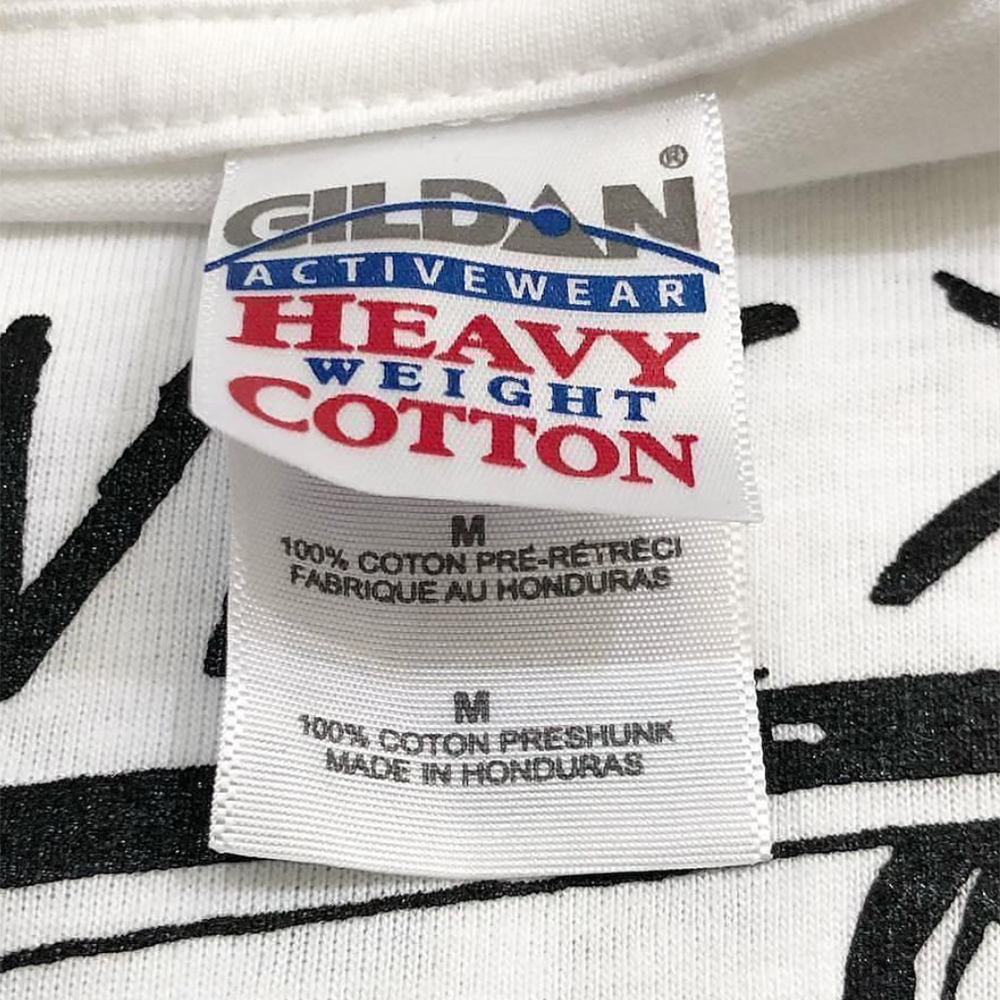 GILDAN®
ACTIVEWEAR
HEAVY
WEIGHT
COTTON
M
100% COTON PRÉ-RÉTRÉCI
FABRIQUE AU HONDURAS
M
100% COTON PRESHUNK
MADE IN HONDURAS